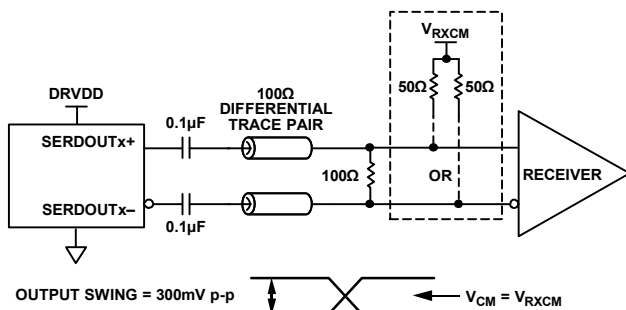 VRXCM
DRVDD
100Ω
DIFFERENTIAL
TRACE PAIR
50Ω
50Ω
0.1µF
SERDOUTx+
100Ω
OR
RECEIVER
SERDOUTx–
0.1µF
OUTPUT SWING = 300mV p-p
VCM = VRXCM